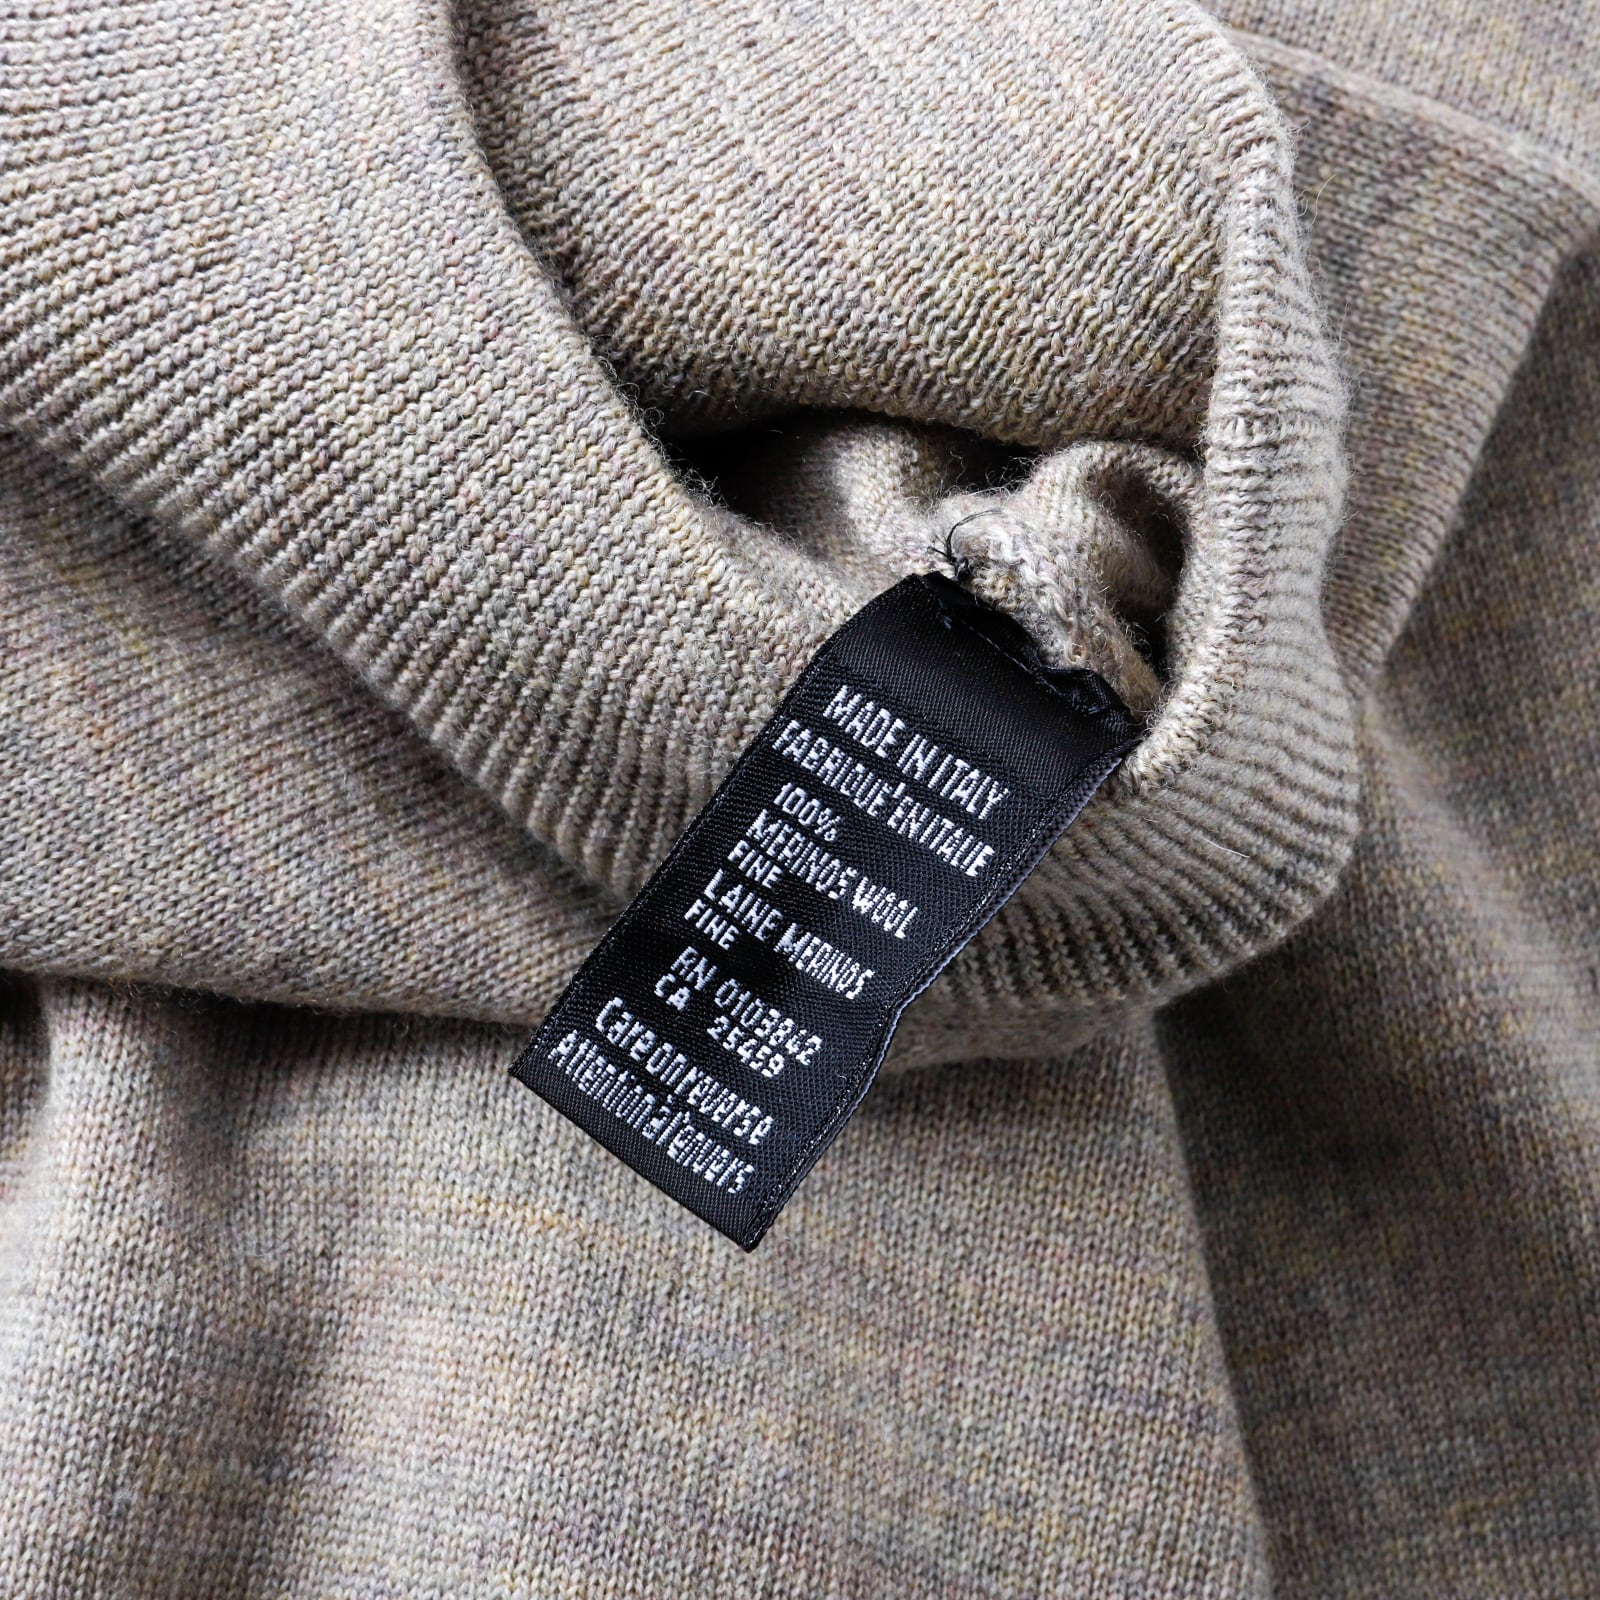 MADE IN ITALY
FABRIQUE EN ITALIE
100%
MERINOS WOOL
FINE
LAINE MERINOS
FINE
RN 0103842
CA 25459
Care on reverse
Attention al envers